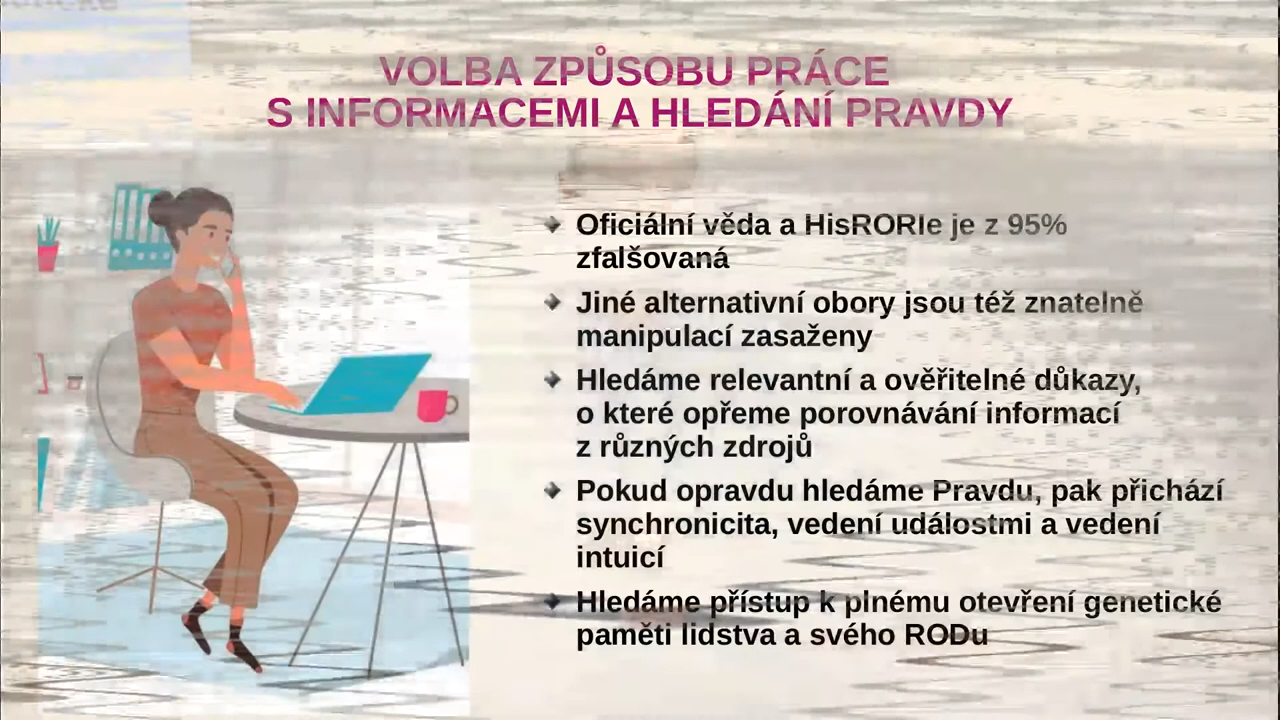 VOLBA ZPŮSOBU PRÁCE
S INFORMACEMI A HLEDÁNÍ PRAVDY
Oficiální věda a HisRORIe je z 95%
zfalšovaná
Jiné alternativní obory jsou též znatelně
manipulací zasaženy
Hledáme relevantní a ověřitelné důkazy,
o které opřeme porovnávání informací
z různých zdrojů
Pokud opravdu hledáme Pravdu, pak přichází
synchronicita, vedení událostmi a vedení
intuicí
Hledáme přístup k plnému otevření genetické
paměti lidstva a svého RODu